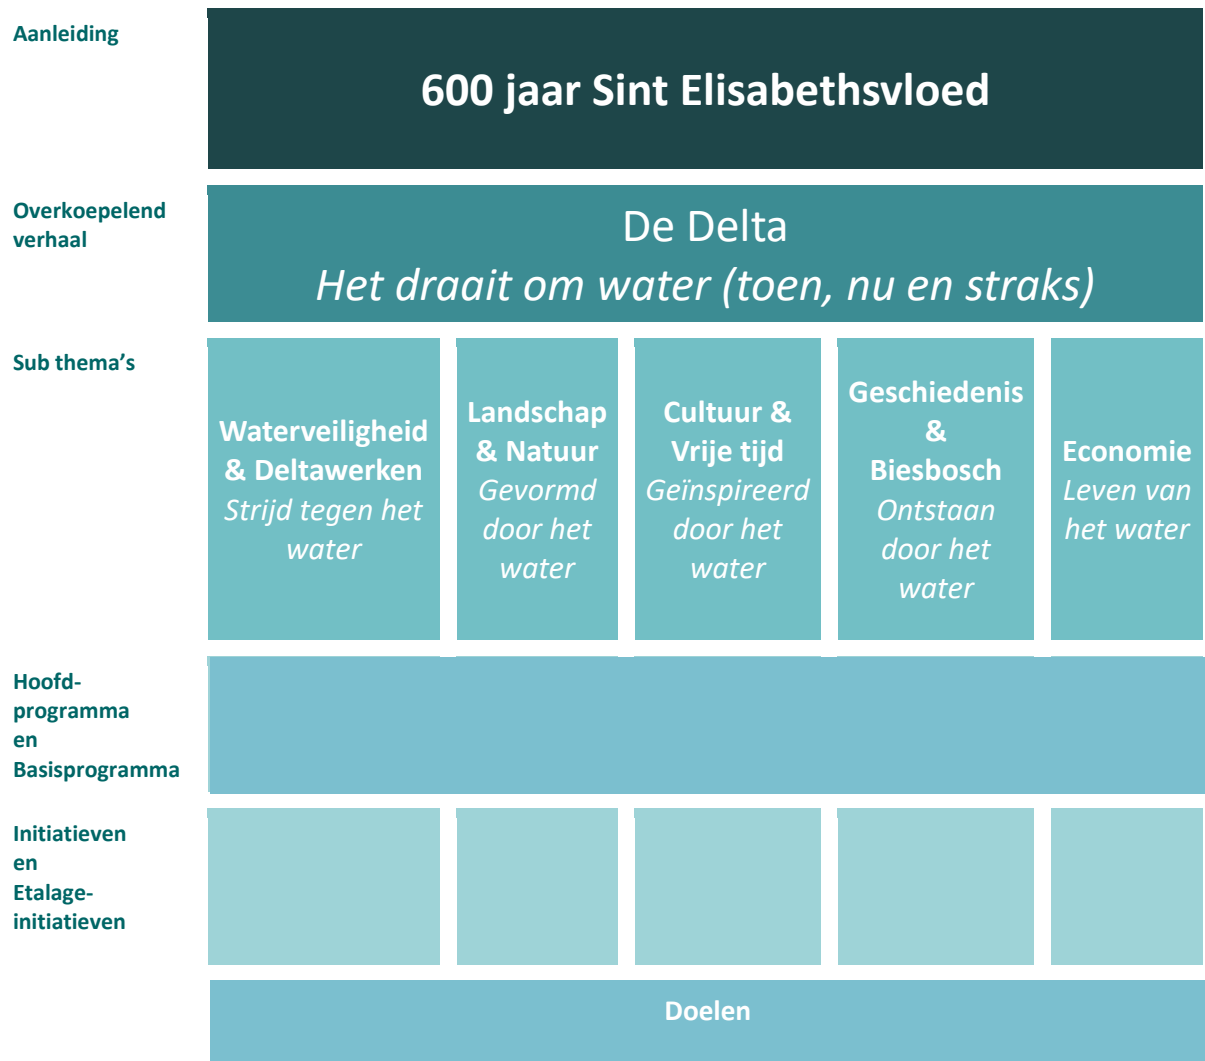 Aanleiding
600 jaar Sint Elisabethsvloed
Overkoepelend
verhaal
De Delta
Het draait om water (toen, nu en straks)
Sub thema’s
Waterveiligheid
& Deltawerken
Strijd tegen het
water
Landschap
& Natuur
Gevormd
door het
water
Cultuur &
Vrije tijd
Geïnspireerd
door het
water
Geschiedenis
&
Biesbosch
Ontstaan
door het
water
Economie
Leven van
het water
Hoofd-
programma
en
Basisprogramma
Initiatieven
en
Etalage-
initiatieven
Doelen